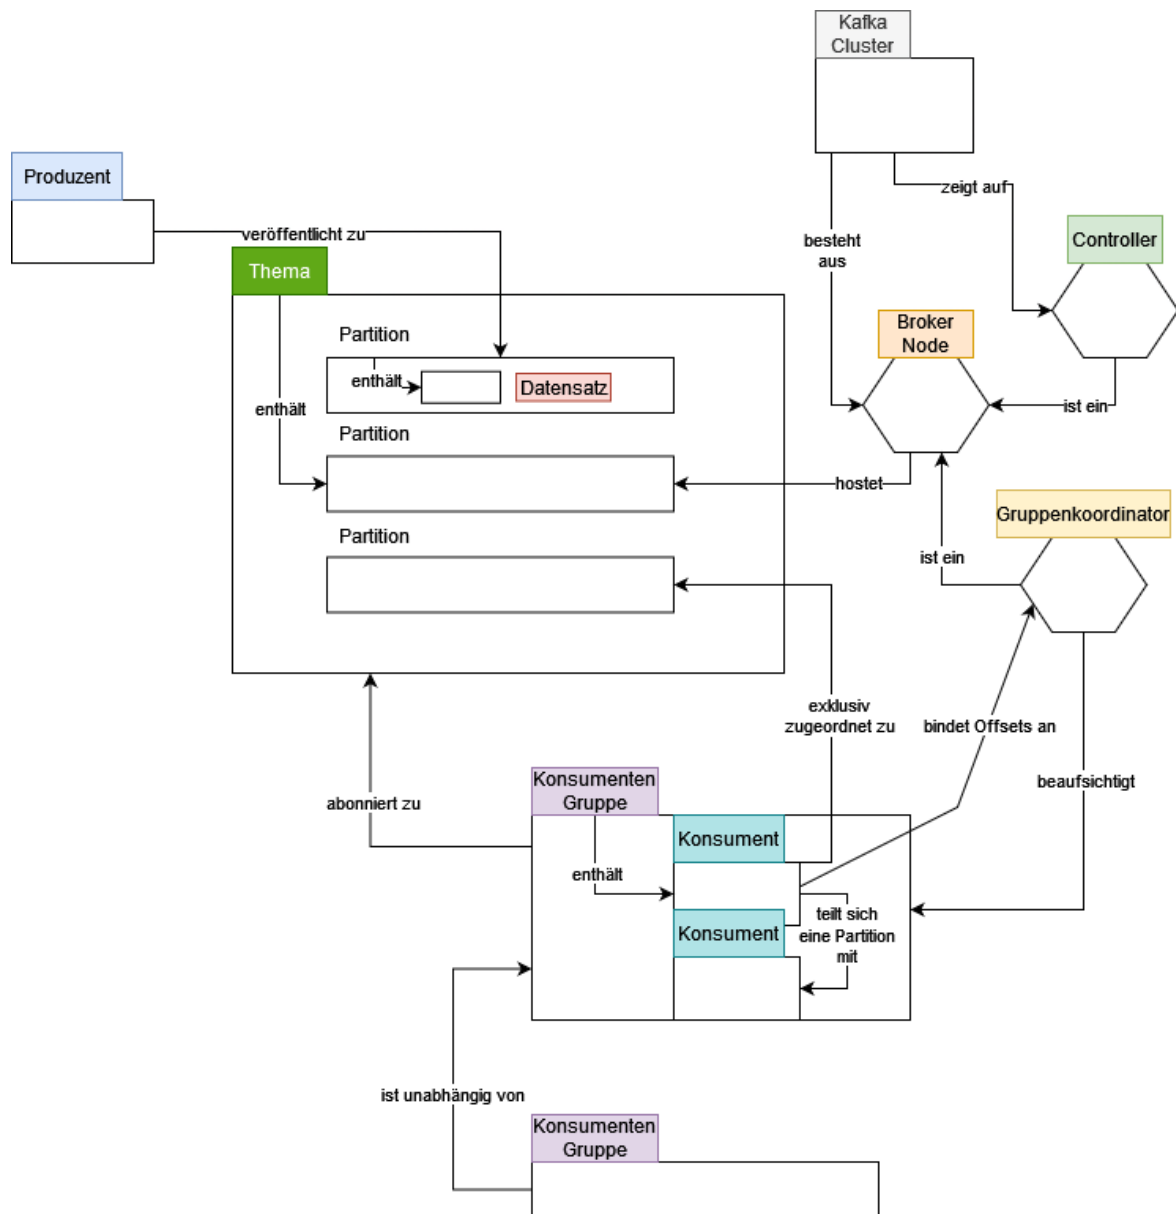 Kafka
Cluster
Produzent
zeigt auf
veröffentlicht zu
besteht
aus
Controller
Thema
Broker
Node
Partition
enthält
Datensatz
enthält
ist ein
Partition
hostet
Gruppenkoordinator
Partition
ist ein
exklusiv
zugeordnet zu
bindet Offsets an
beaufsichtigt
Konsumenten
Gruppe
abonniert zu
Konsument
enthält
teilt sich
eine Partition
mit
Konsument
ist unabhängig von
Konsumenten
Gruppe